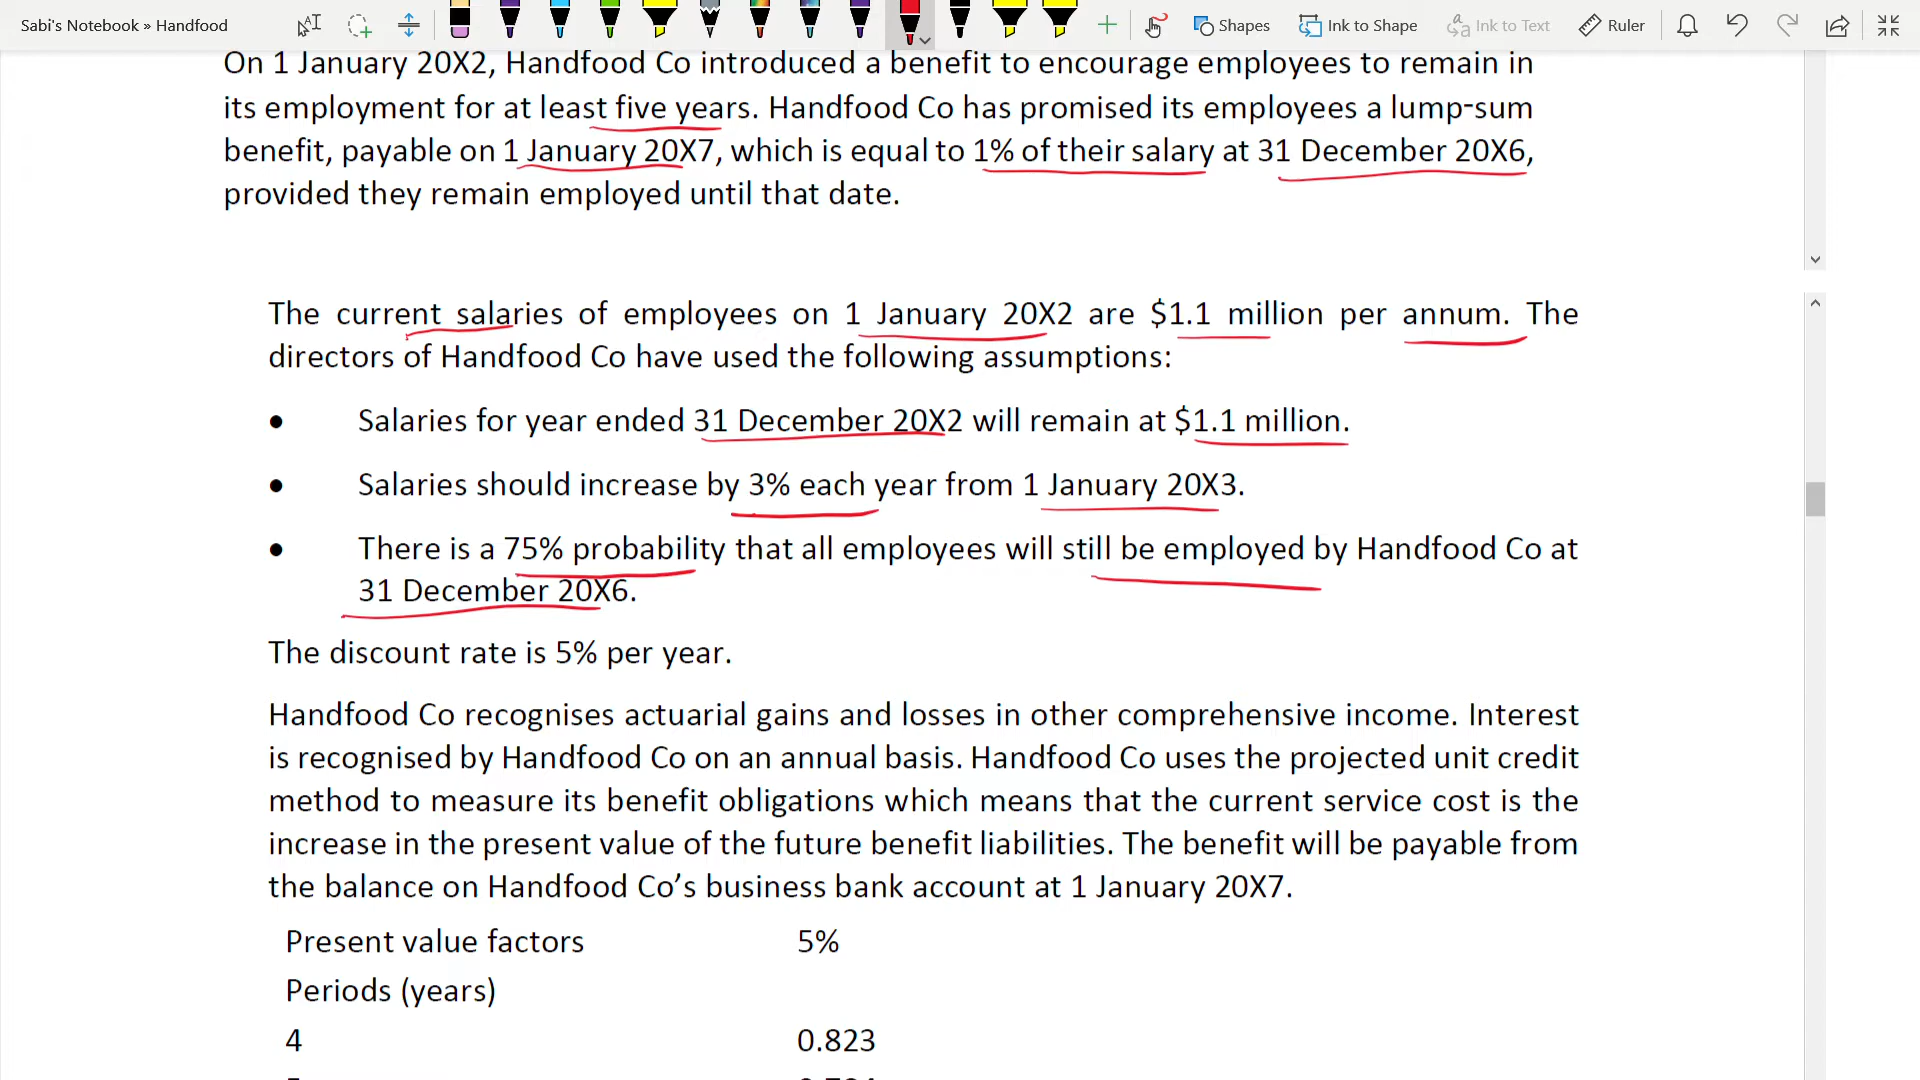 Sabi's Notebook » Handfood
Shapes
Ink to Shape
Ink to Text
Ruler
On 1 January 20X2, Handfood Co introduced a benefit to encourage employees to remain in
its employment for at least five years. Handfood Co has promised its employees a lump-sum
benefit, payable on 1 January 20X7, which is equal to 1% of their salary at 31 December 20X6,
provided they remain employed until that date.
The current salaries of employees on 1 January 20X2 are $1.1 million per annum. The
directors of Handfood Co have used the following assumptions:
• Salaries for year ended 31 December 20X2 will remain at $1.1 million.
• Salaries should increase by 3% each year from 1 January 20X3.
• There is a 75% probability that all employees will still be employed by Handfood Co at
31 December 20X6.
The discount rate is 5% per year.
Handfood Co recognises actuarial gains and losses in other comprehensive income. Interest
is recognised by Handfood Co on an annual basis. Handfood Co uses the projected unit credit
method to measure its benefit obligations which means that the current service cost is the
increase in the present value of the future benefit liabilities. The benefit will be payable from
the balance on Handfood Co’s business bank account at 1 January 20X7.
Present value factors 5%
Periods (years)
4 0.823